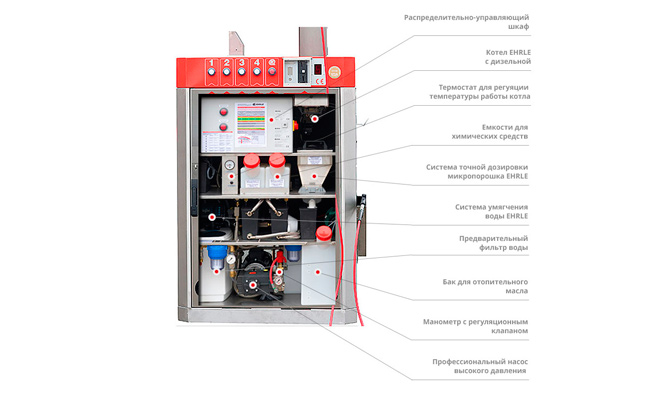 Распределительно-управляющий
шкаф
Котел EHRLE
с дизельной
Термостат для регуяции
температуры работы котла
Емкости для
химических средств
Система точной дозировки
микропорошка EHRLE
Система умягчения
воды EHRLE
Предварительный
фильтр воды
Бак для отопительного
масла
Манометр с регуляционным
клапаном
Профессиональный насос
высокого давления
1 2 3 4
CE